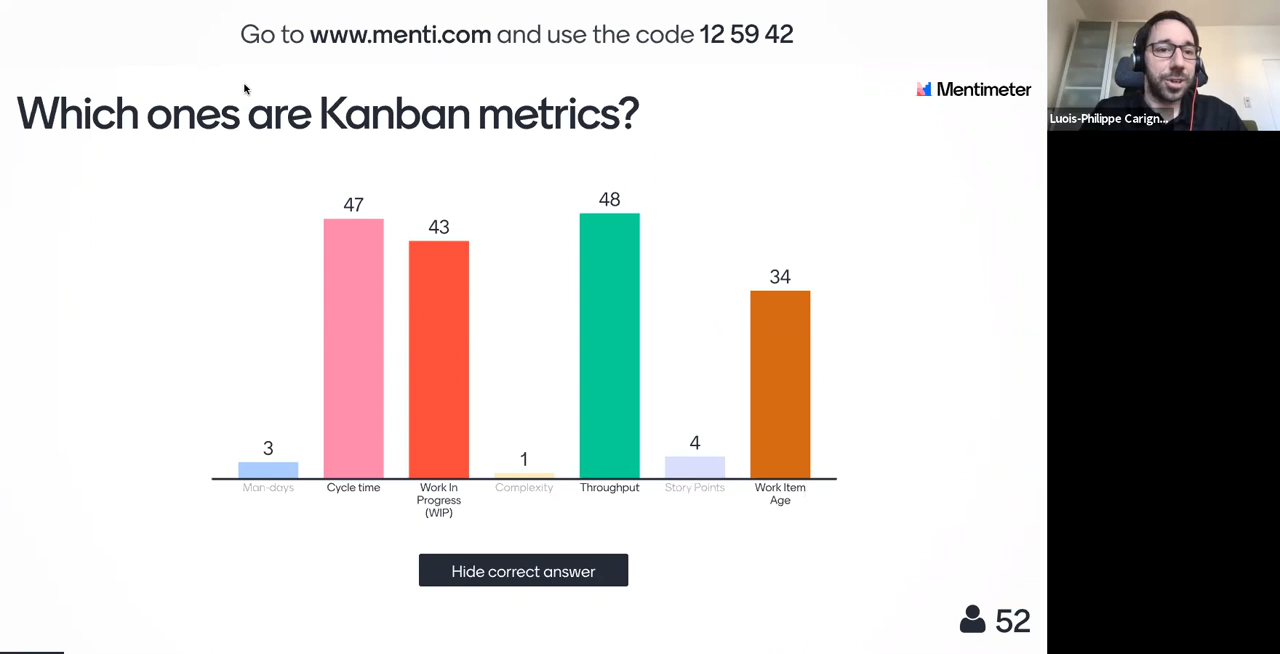 Go to www.menti.com and use the code 12 59 42
Mentimeter
Which ones are Kanban metrics?
Luois-Philippe Carign...
47
43
48
34
3
1
4
Man-days
Cycle time
Work In
Progress
(WIP)
Complexity
Throughput
Story Points
Work Item
Age
Hide correct answer
52